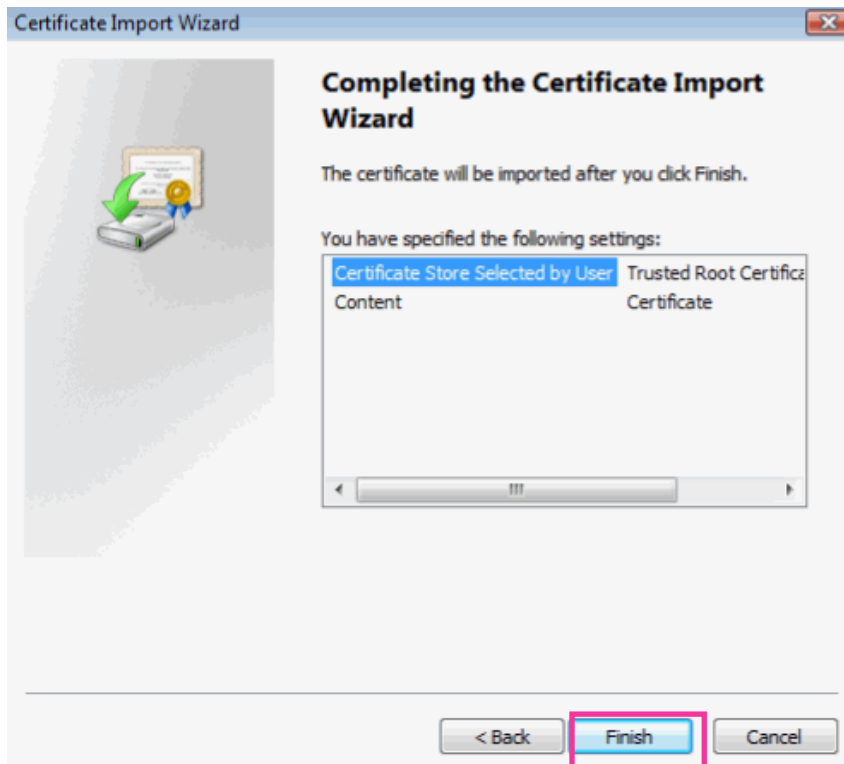 Certificate Import Wizard
Completing the Certificate Import
Wizard
The certificate will be imported after you click Finish.
You have specified the following settings:
Certificate Store Selected by User Trusted Root Certifica
Content Certificate
< Back Finish Cancel